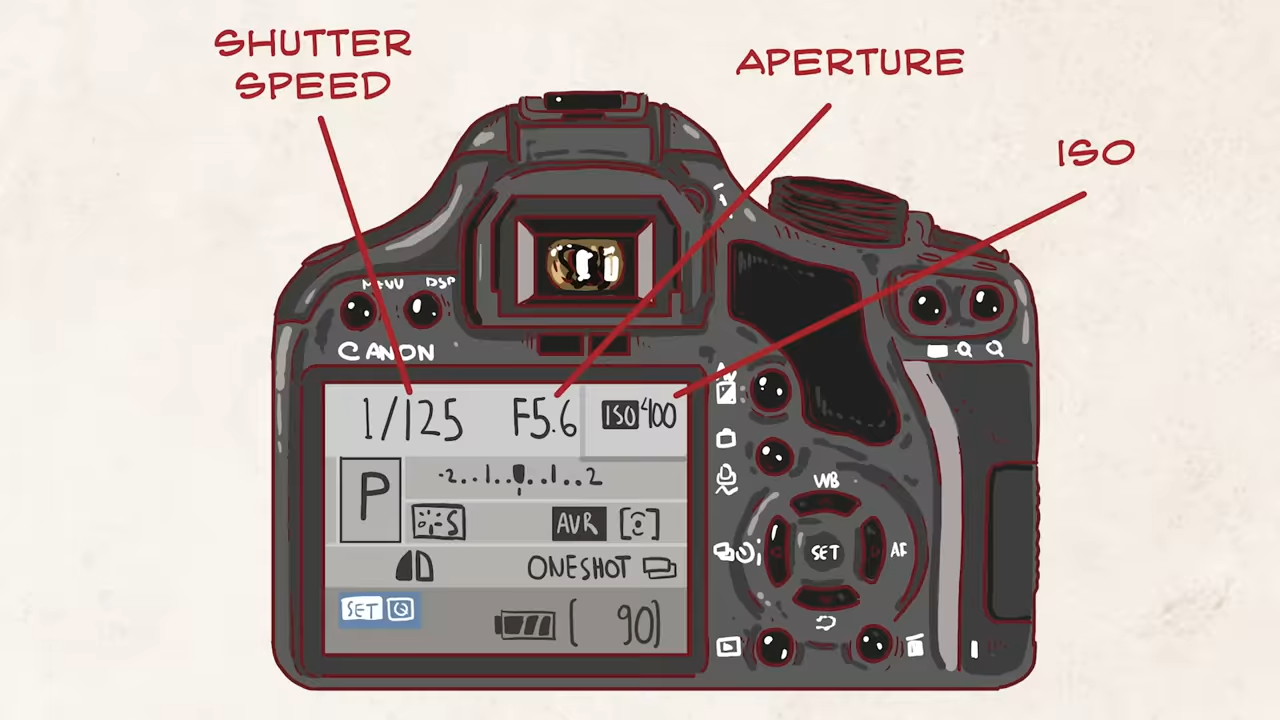 SHUTTER
SPEED
APERTURE
ISO
DSP
CANON
1/125 F5.6 ISO 400
P
-2..1..0..1..2
S
AVR
ONESHOT
SET
[ 90]
WB
SET
AF